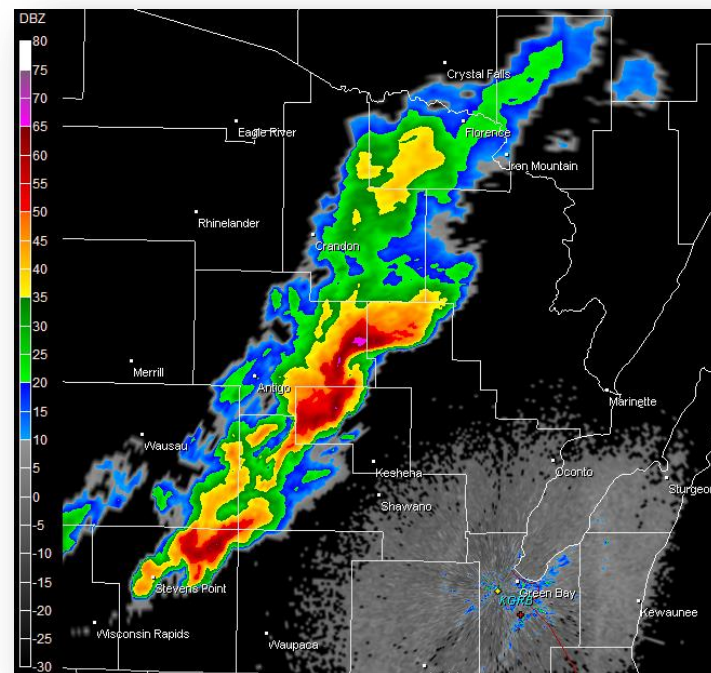 DBZ
80
75
70
65
60
55
50
45
40
35
30
25
20
15
10
5
0
-5
-10
-15
-20
-25
-30
Crystal Falls
Eagle River
Florence
Iron Mountain
Rhinelander
Crandon
Merrill
Antigo
Marinette
Wausau
Keshena
Oconto
Shawano
Sturgeon
Stevens Point
Green Bay
KGRB
Kewaunee
Wisconsin Rapids
Waupaca